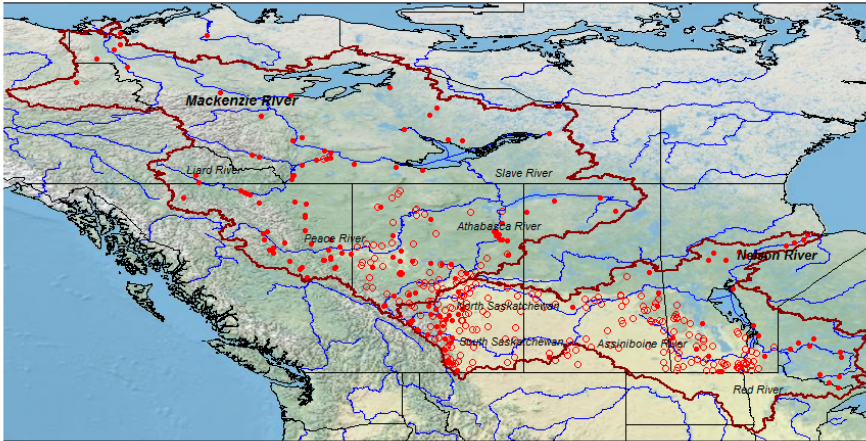 Mackenzie River
Liard River
Slave River
Athabasca River
Peace River
Nelson River
North Saskatchewan
South Saskatchewan
Assiniboine River
Red River